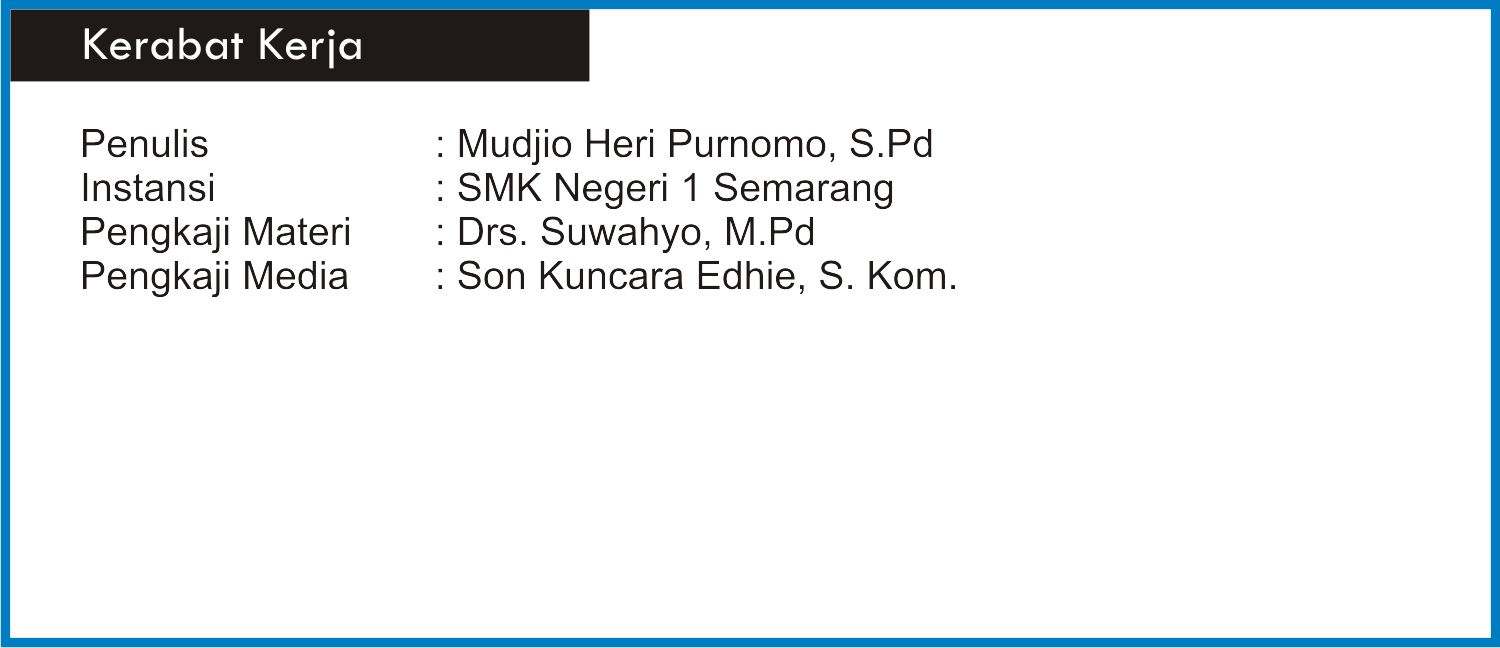 Kerabat Kerja
Penulis : Mudjio Heri Purnomo, S.Pd
Instansi : SMK Negeri 1 Semarang
Pengkaji Materi : Drs. Suwahyo, M.Pd
Pengkaji Media : Son Kuncara Edhie, S. Kom.